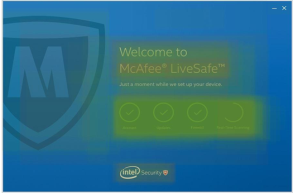 Welcome to
McAfee® LiveSafe™
Just a moment while we set up your device.
intel Security